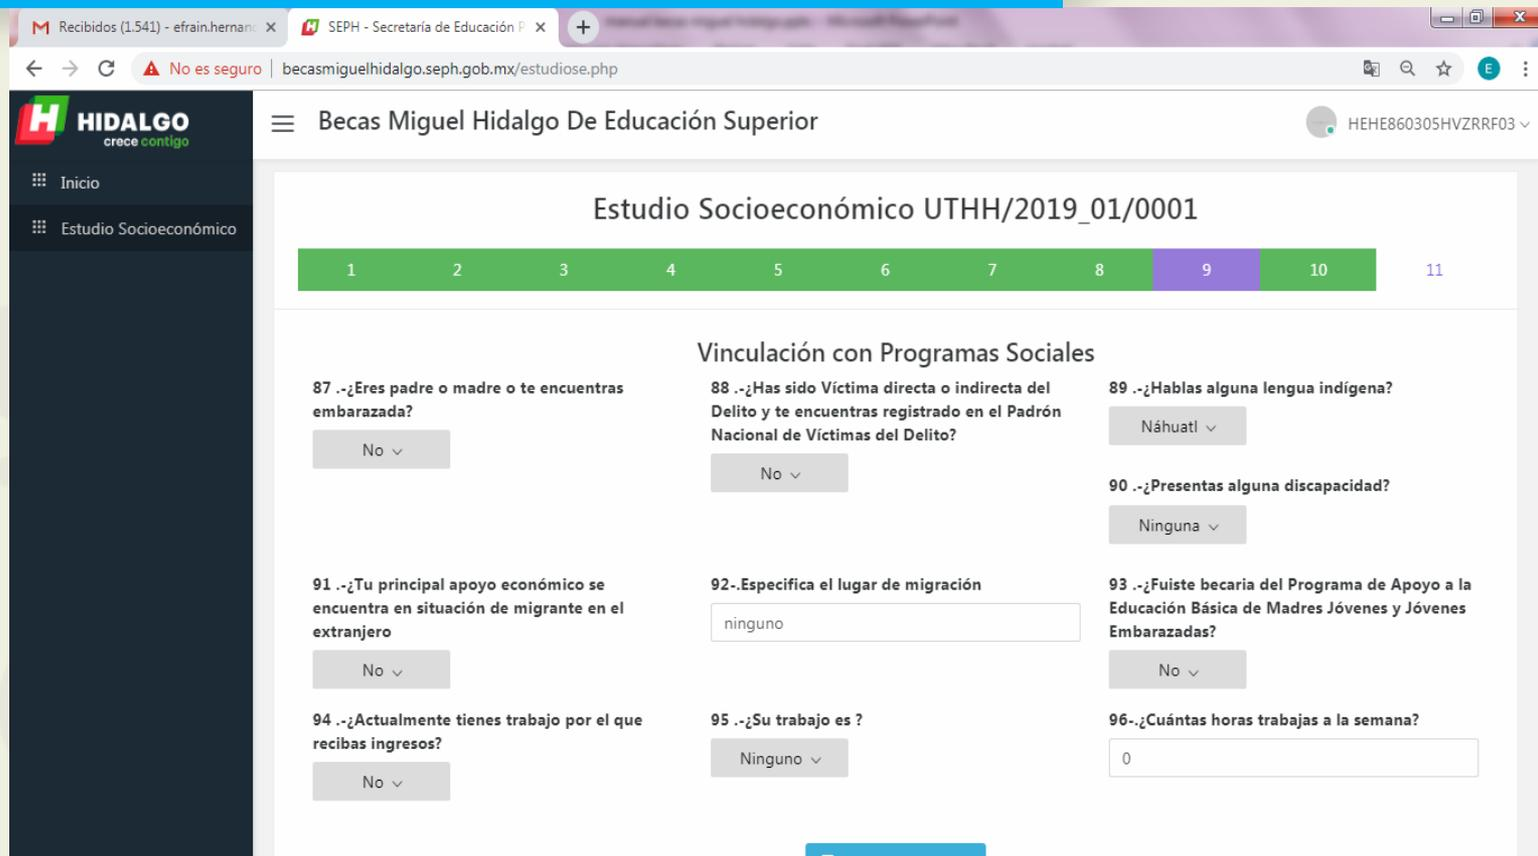 Recibidos (1.541) - efrain.hernan
SEPH - Secretaría de Educación P
manual becas miguel hidalgo.pptx - Microsoft PowerPoint
No es seguro
becasmiguelhidalgo.seph.gob.mx/estudiose.php
E
HIDALGO
crece contigo
Becas Miguel Hidalgo De Educación Superior
HEHE860305HVZRRF03
Inicio
Estudio Socioeconómico
Estudio Socioeconómico UTHH/2019_01/0001
1 2 3 4 5 6 7 8 9 10 11
Vinculación con Programas Sociales
87 .-¿Eres padre o madre o te encuentras
embarazada?
No
88 .-¿Has sido Víctima directa o indirecta del
Delito y te encuentras registrado en el Padrón
Nacional de Víctimas del Delito?
No
89 .-¿Hablas alguna lengua indígena?
Náhuatl
90 .-¿Presentas alguna discapacidad?
Ninguna
91 .-¿Tu principal apoyo económico se
encuentra en situación de migrante en el
extranjero
No
92-.Especifica el lugar de migración
ninguno
93 .-¿Fuiste becaria del Programa de Apoyo a la
Educación Básica de Madres Jóvenes y Jóvenes
Embarazadas?
No
94 .-¿Actualmente tienes trabajo por el que
recibas ingresos?
No
95 .-¿Su trabajo es ?
Ninguno
96-.¿Cuántas horas trabajas a la semana?
0